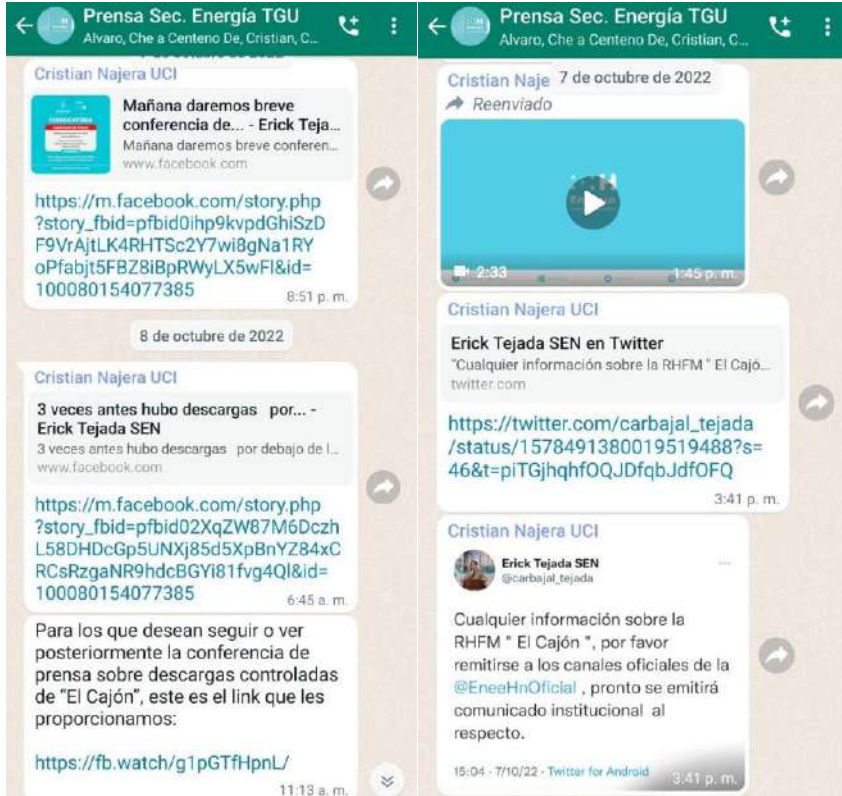 Prensa Sec. Energía TGU
Alvaro, Che a Centeno De, Cristian, C...
Cristian Najera UCI
CONVOCATORIA
Mañana daremos breve
conferencia de... - Erick Teja...
Mañana daremos breve conferen...
www.facebook.com
https://m.facebook.com/story.php
?story_fbid=pfbid0ihp9kvpdGhiSzD
F9VrAjtLK4RHTSc2Y7wi8gNa1RY
oPfabjt5FBZ8iBpRWyLX5wFl&id=
100080154077385
8:51 p. m.
8 de octubre de 2022
Cristian Najera UCI
3 veces antes hubo descargas por... -
Erick Tejada SEN
3 veces antes hubo descargas por debajo de l...
www.facebook.com
https://m.facebook.com/story.php
?story_fbid=pfbid02XqZW87M6Dczh
L58DHDcGp5UNXj85d5XpBnYZ84xC
RCsRzgaNR9hdcBGYi81fvg4Ql&id=
100080154077385
6:45 a. m.
Para los que desean seguir o ver
posteriormente la conferencia de
prensa sobre descargas controladas
de “El Cajón”, este es el link que les
proporcionamos:
https://fb.watch/g1pGTfHpnL/
11:13 a. m.
Prensa Sec. Energía TGU
Alvaro, Che a Centeno De, Cristian, C...
Cristian Naje
7 de octubre de 2022
Reenviado
2:33
1:45 p. m.
Cristian Najera UCI
Erick Tejada SEN en Twitter
"Cualquier información sobre la RHFM " El Cajó...
twitter.com
https://twitter.com/carbajal_tejada
/status/1578491380019519488?s=
46&t=piTGjhqhfOQJDfqbJdfOFQ
3:41 p. m.
Cristian Najera UCI
Erick Tejada SEN
@carbajal_tejada
Cualquier información sobre la
RHFM " El Cajón ", por favor
remitirse a los canales oficiales de la
@EneeHnOficial , pronto se emitirá
comunicado institucional al
respecto.
15:04 · 7/10/22 · Twitter for Android
3:41 p. m.